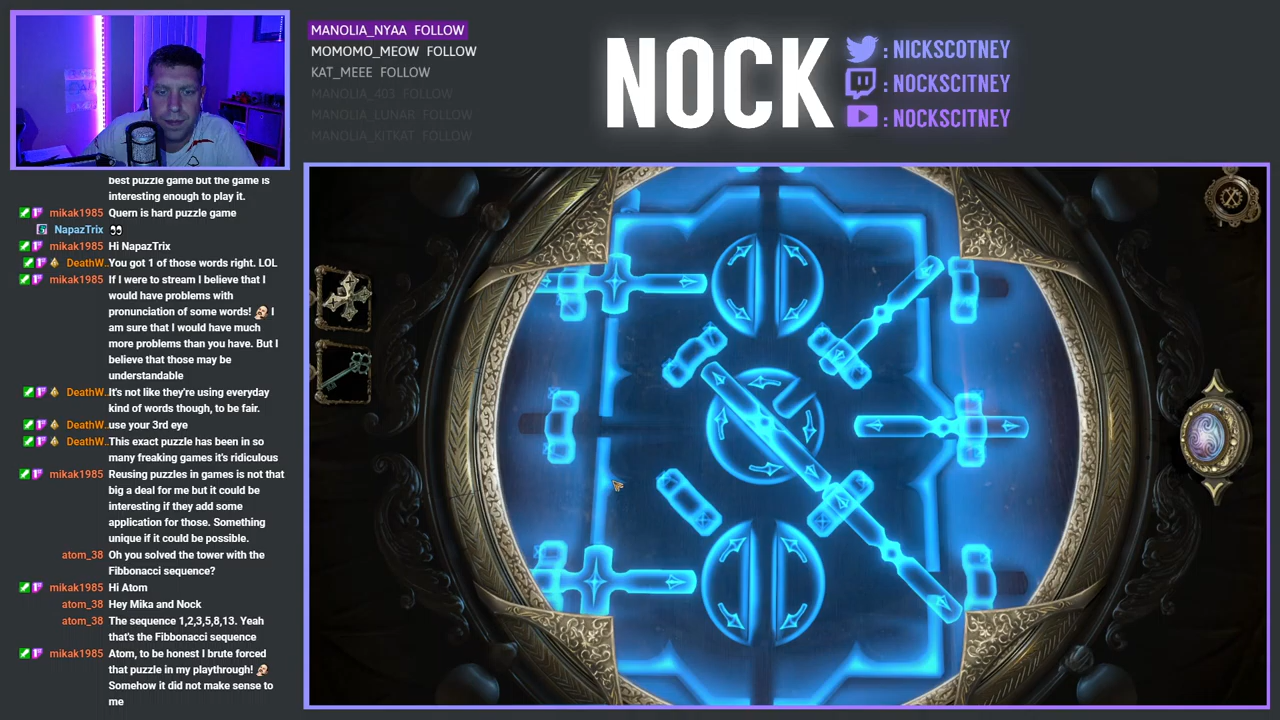 MANOLIA_NYAA FOLLOW
MOMOMO_MEOW FOLLOW
KAT_MEEE FOLLOW
MANOLIA_403 FOLLOW
MANOLIA_LUNAR FOLLOW
MANOLIA_KITKAT FOLLOW
NOCK
: NICKSCOTNEY
: NOCKSCITNEY
: NOCKSCITNEY
best puzzle game but the game is
interesting enough to play it.
mikak1985 Quern is hard puzzle game
NapazTrix
mikak1985 Hi NapazTrix
DeathW.. You got 1 of those words right. LOL
mikak1985 If I were to stream I believe that I
would have problems with
pronunciation of some words! I
am sure that I would have much
more problems than you have. But I
believe that those may be
understandable
DeathW.. It's not like they're using everyday
kind of words though, to be fair.
DeathW.. use your 3rd eye
DeathW.. This exact puzzle has been in so
many freaking games it's ridiculous
mikak1985 Reusing puzzles in games is not that
big a deal for me but it could be
interesting if they add some
application for those. Something
unique if it could be possible.
atom_38 Oh you solved the tower with the
Fibbonacci sequence?
mikak1985 Hi Atom
atom_38 Hey Mika and Nock
atom_38 The sequence 1,2,3,5,8,13. Yeah
that's the Fibbonacci sequence
mikak1985 Atom, to be honest I brute forced
that puzzle in my playthrough!
Somehow it did not make sense to
me